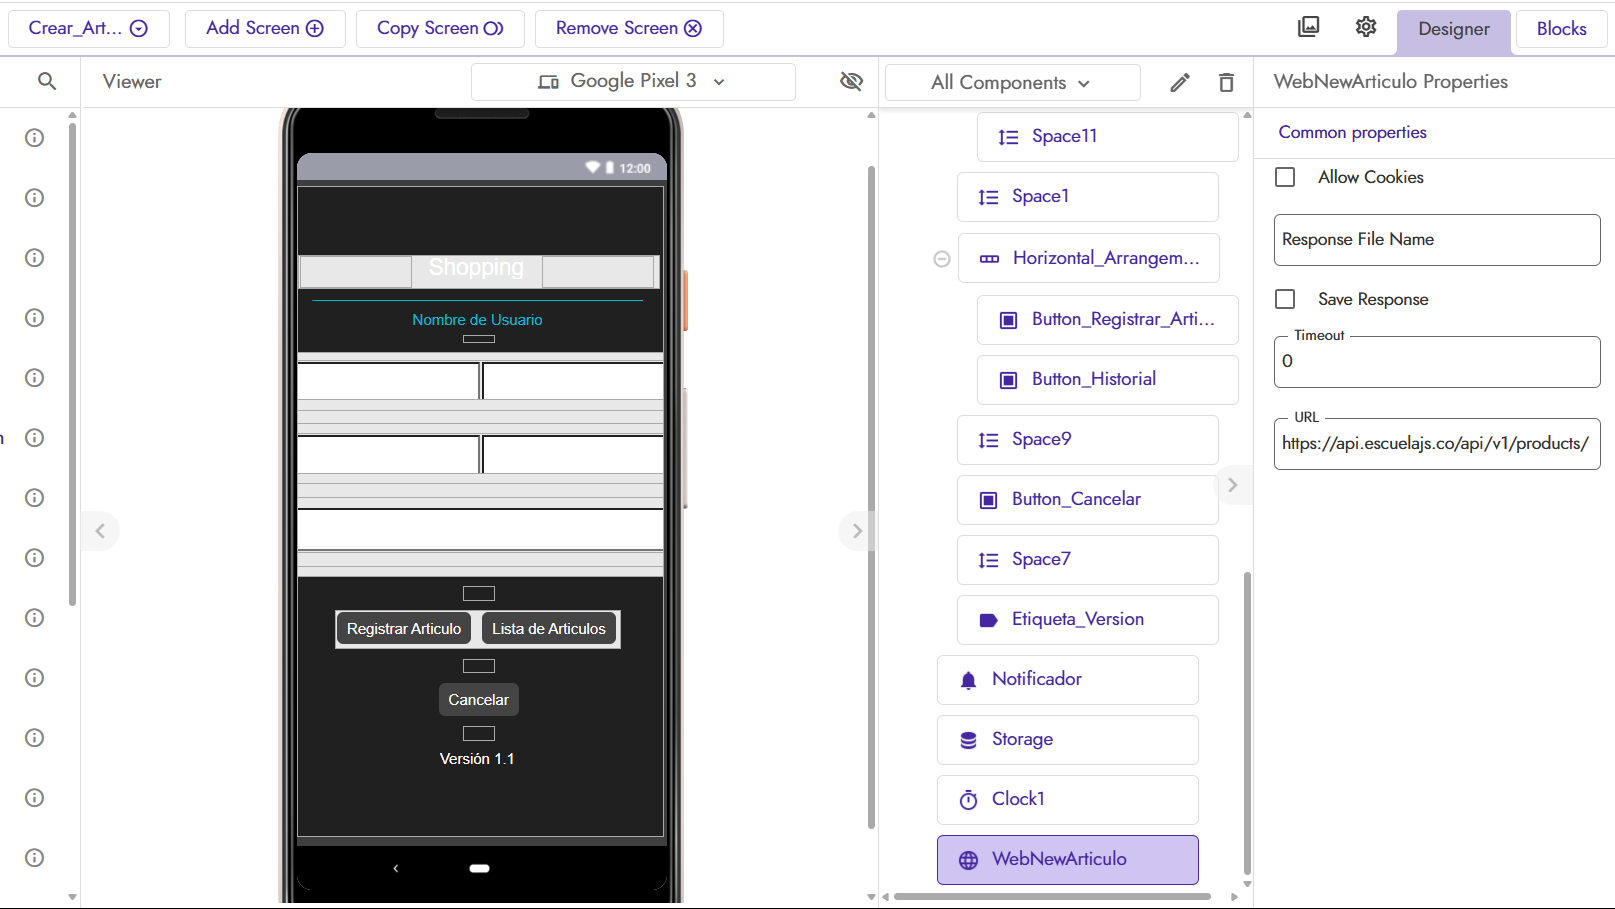 Crear_Art...
Add Screen
Copy Screen
Remove Screen
Designer
Blocks
Viewer
Google Pixel 3
All Components
WebNewArticulo Properties
12:00
Shopping
Nombre de Usuario
Registrar Articulo
Lista de Articulos
Cancelar
Versión 1.1
Space11
Space1
Horizontal_Arrangem...
Button_Registrar_Arti...
Button_Historial
Space9
Button_Cancelar
Space7
Etiqueta_Version
Notificador
Storage
Clock1
WebNewArticulo
Common properties
Allow Cookies
Response File Name
Save Response
Timeout
0
URL
https://api.escuelajs.co/api/v1/products/